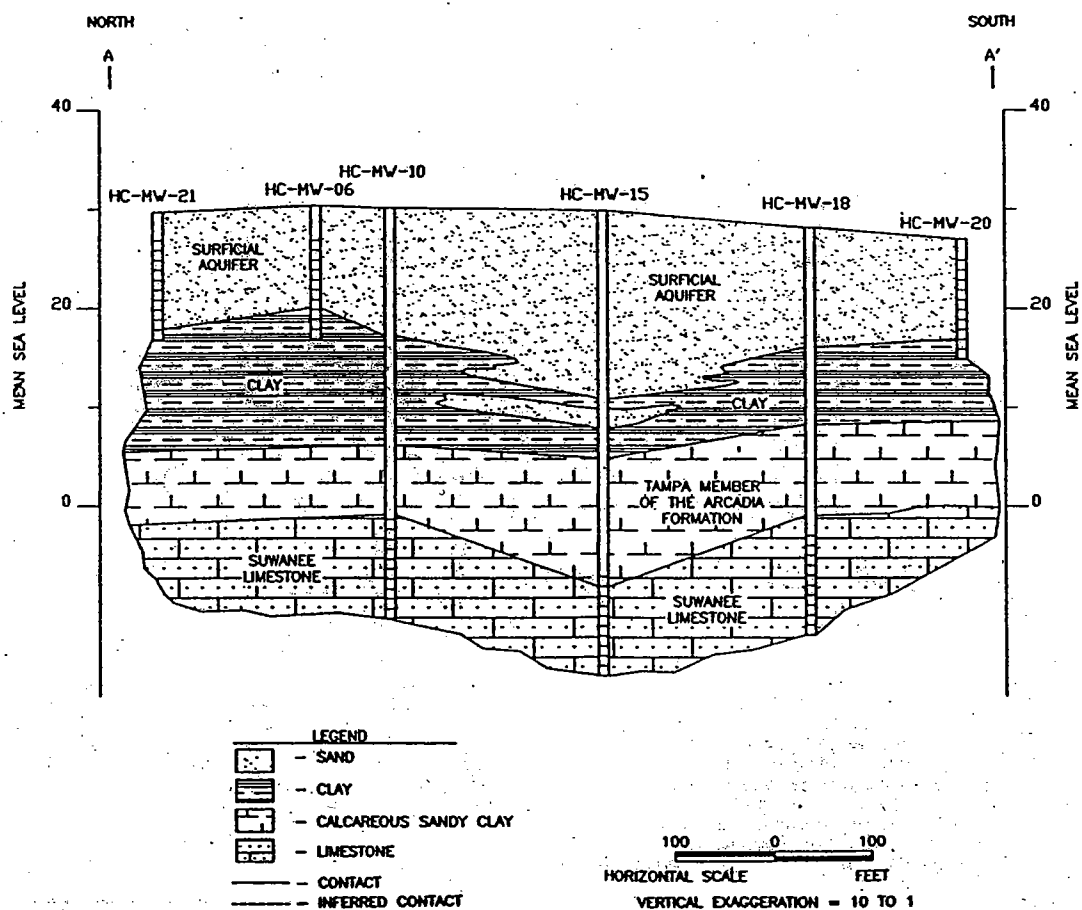 NORTH
SOUTH
A
A'
40
40
HC-MW-21
HC-MW-06
HC-MW-10
HC-MW-15
HC-MW-18
HC-MW-20
SURFICIAL
AQUIFER
SURFICIAL
AQUIFER
MEAN SEA LEVEL
MEAN SEA LEVEL
20
20
CLAY
CLAY
TAMPA MEMBER
OF THE ARCADIA
FORMATION
0
0
SUWANEE
LIMESTONE
SUWANEE
LIMESTONE
LEGEND
- SAND
- CLAY
- CALCAREOUS SANDY CLAY
- LIMESTONE
- CONTACT
- INFERRED CONTACT
100 0 100
HORIZONTAL SCALE FEET
VERTICAL EXAGGERATION = 10 TO 1